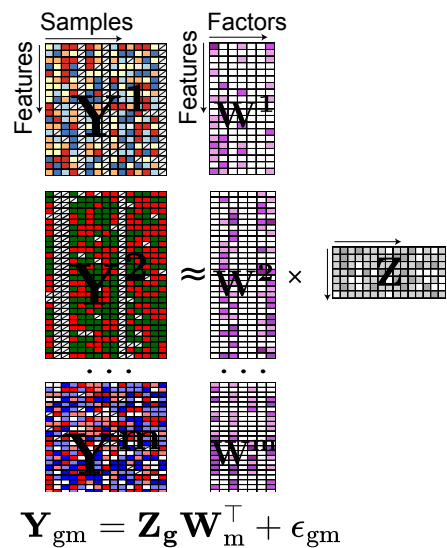 Samples Factors
Features Features
Y¹ W¹
Y² ≈ W² × Z
... ...
Yᵐ Wᵐ
Y_gm = Z_g W_m^⊤ + ϵ_gm